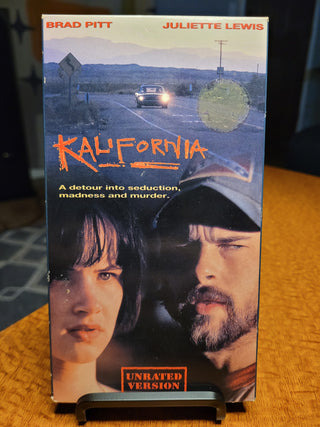 BRAD PITT JULIETTE LEWIS
KALIFORNIA
A detour into seduction,
madness and murder.
UNRATED
VERSION